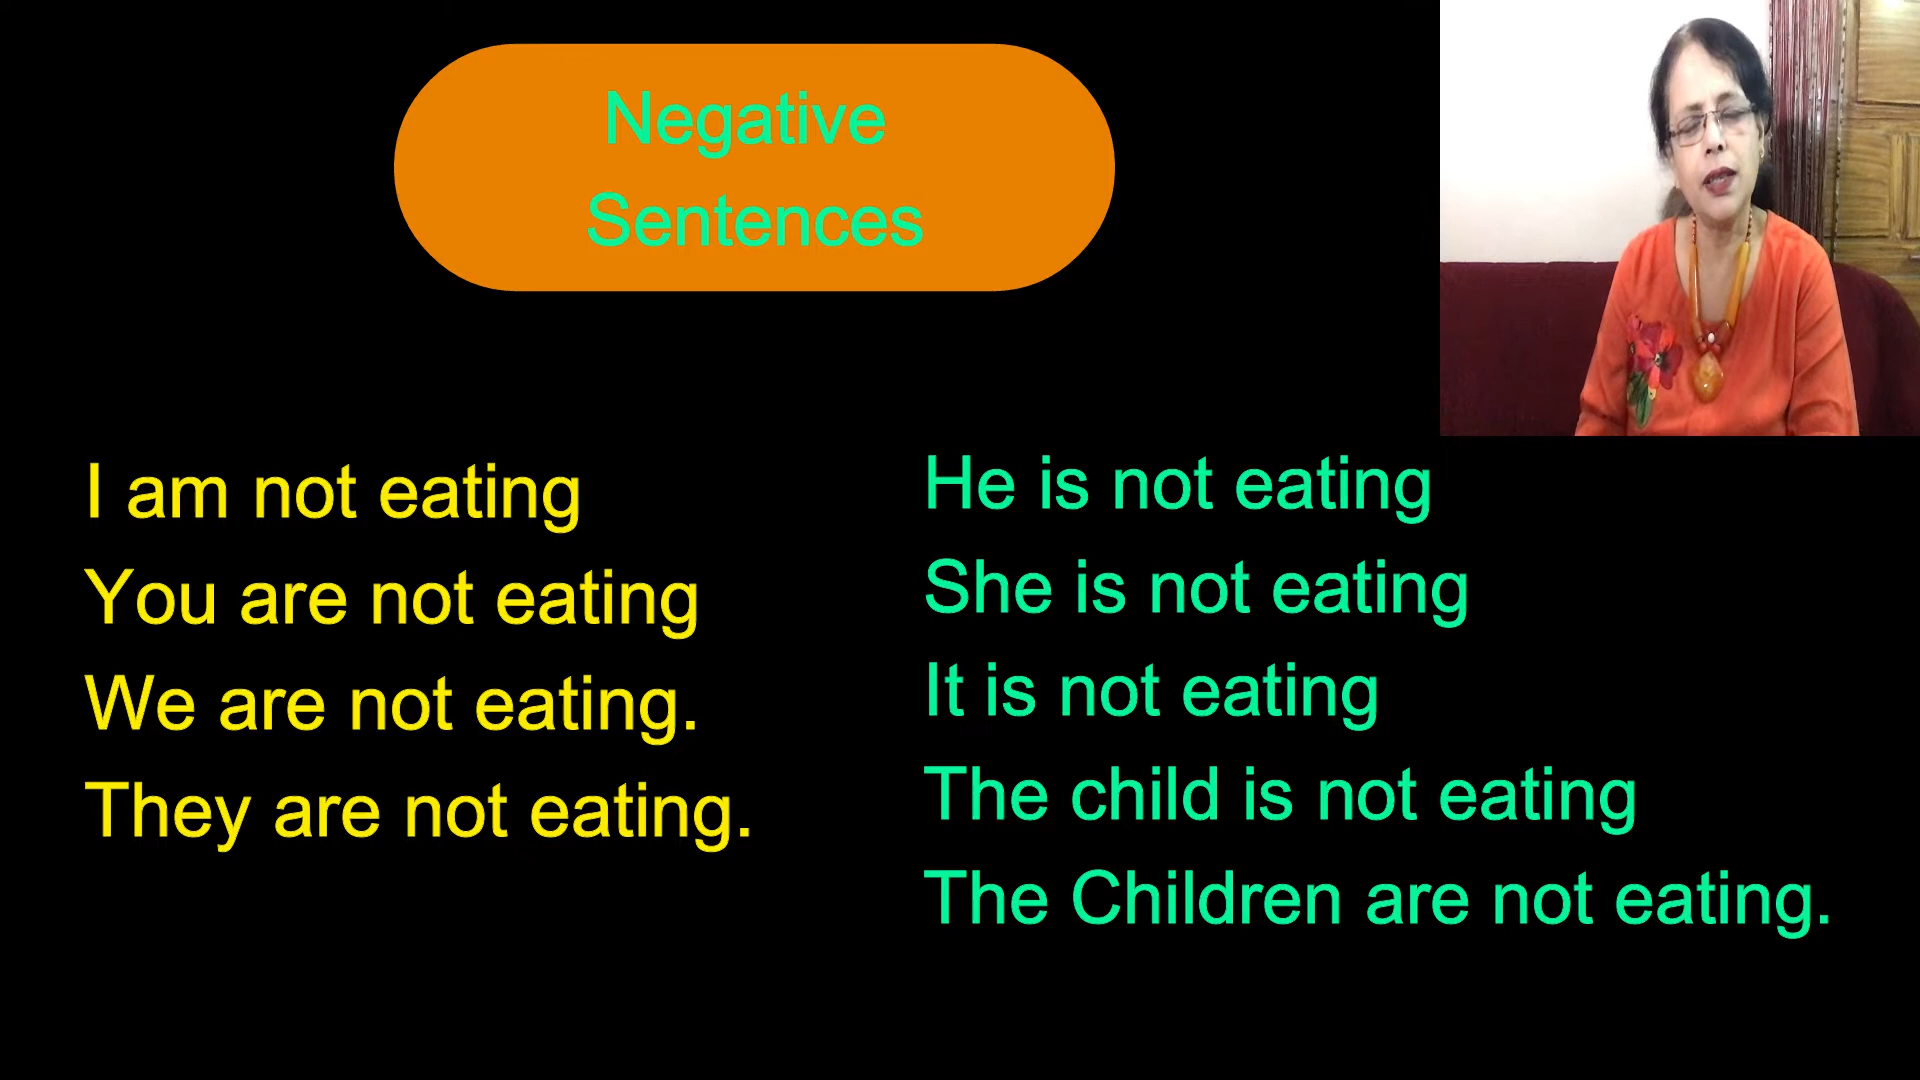 Negative
Sentences
I am not eating
You are not eating
We are not eating.
They are not eating.
He is not eating
She is not eating
It is not eating
The child is not eating
The Children are not eating.